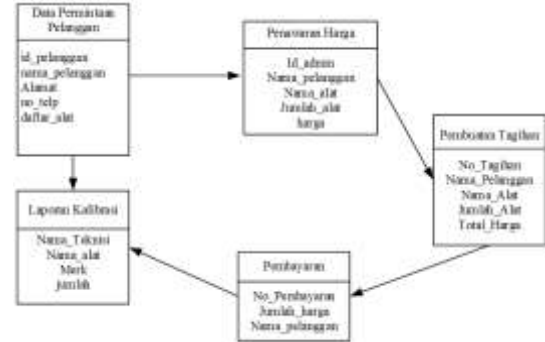 Data Permintaan
Pelanggan
id_pelanggan
nama_pelanggan
Alamat
no_telp
daftar_alat
Penawaran Harga
Id_admin
Nama_pelanggan
Nama_alat
Jumlah_alat
harga
Pembuatan Tagihan
No_Tagihan
Nama_Pelanggan
Nama_Alat
Jumlah_Alat
Total_Harga
Laporan Kalibrasi
Nama_Teknisi
Nama_alat
Merk
jumlah
Pembayaran
No_Pembayaran
Jumlah_harga
Nama_pelanggan